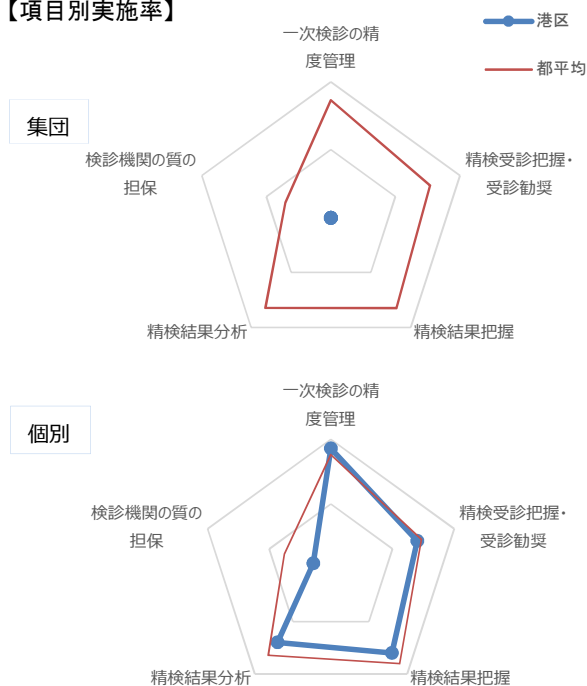 【項目別実施率】
港区
都平均
集団
一次検診の精
度管理
検診機関の質の
担保
精検受診把握・
受診勧奨
精検結果分析
精検結果把握
個別
一次検診の精
度管理
検診機関の質の
担保
精検受診把握・
受診勧奨
精検結果分析
精検結果把握